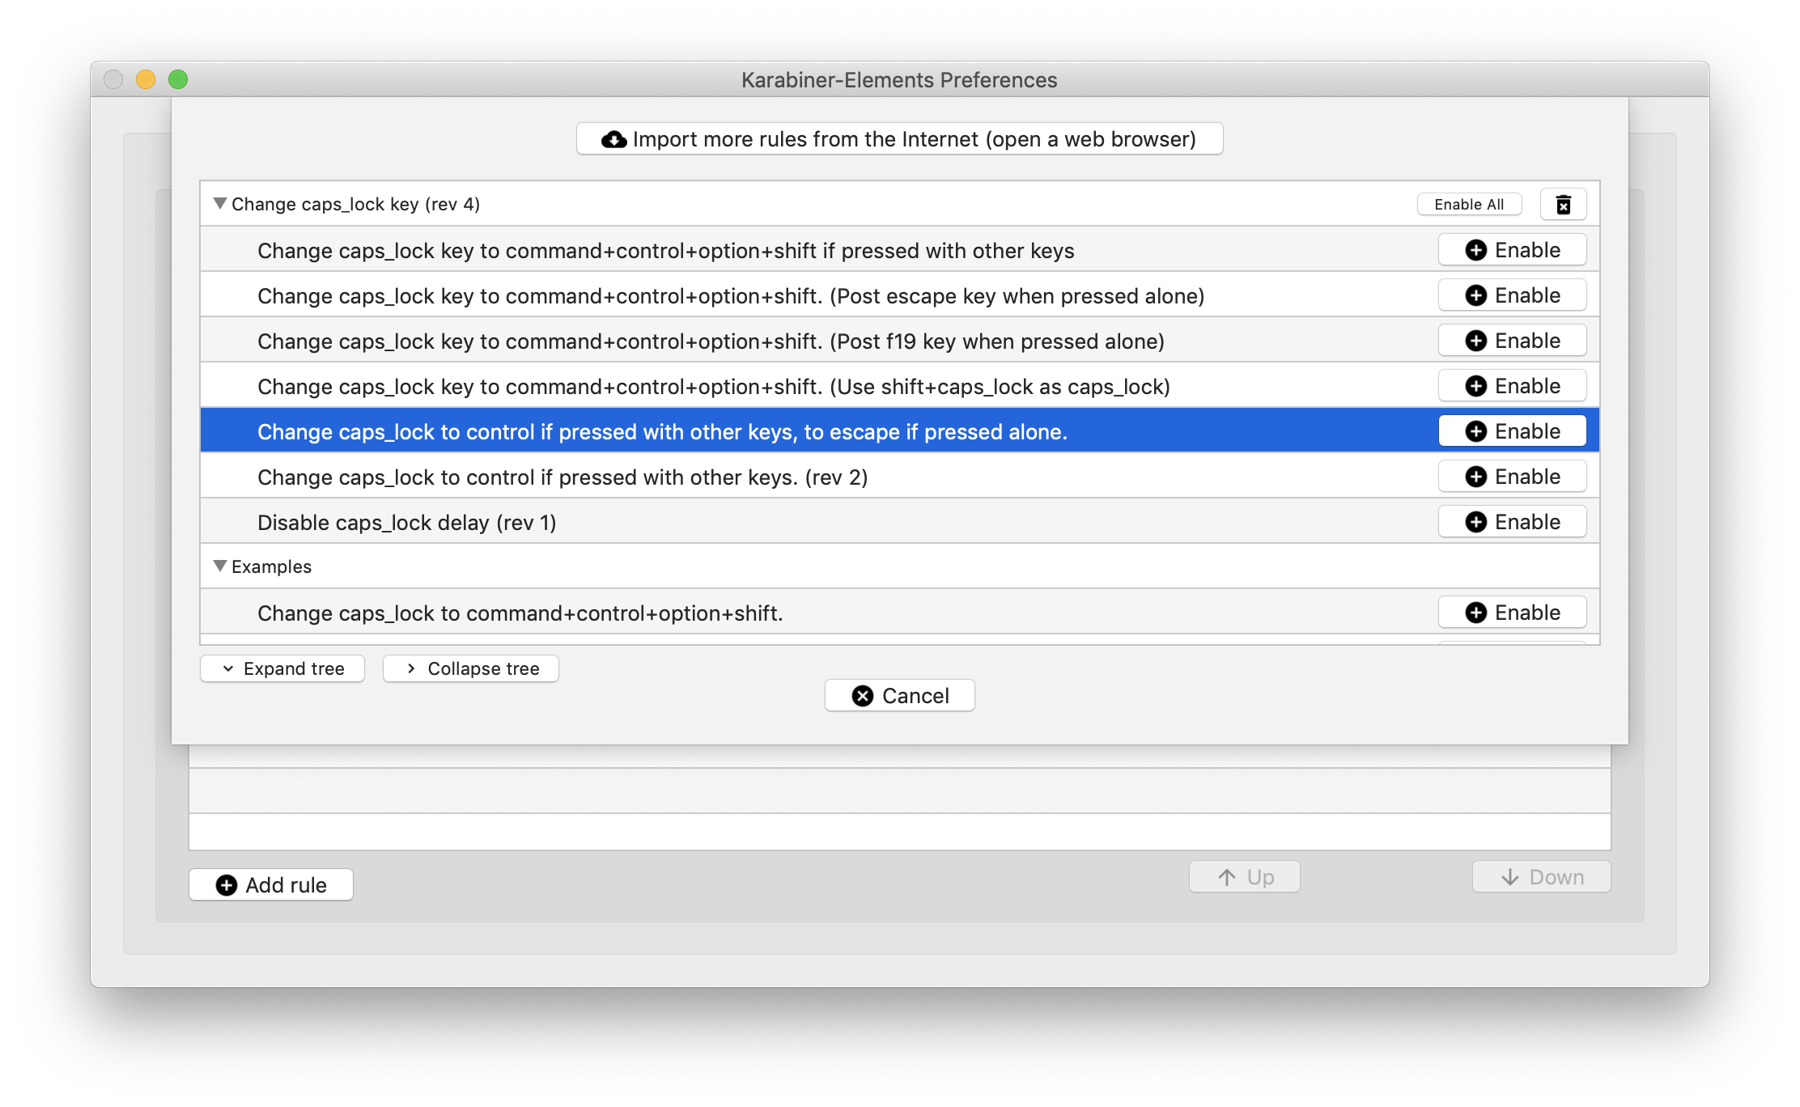 Karabiner-Elements Preferences
Import more rules from the Internet (open a web browser)
Change caps_lock key (rev 4) Enable All
Change caps_lock key to command+control+option+shift if pressed with other keys Enable
Change caps_lock key to command+control+option+shift. (Post escape key when pressed alone) Enable
Change caps_lock key to command+control+option+shift. (Post f19 key when pressed alone) Enable
Change caps_lock key to command+control+option+shift. (Use shift+caps_lock as caps_lock) Enable
Change caps_lock to control if pressed with other keys, to escape if pressed alone. Enable
Change caps_lock to control if pressed with other keys. (rev 2) Enable
Disable caps_lock delay (rev 1) Enable
Examples
Change caps_lock to command+control+option+shift. Enable
Expand tree Collapse tree
Cancel
Add rule Up Down